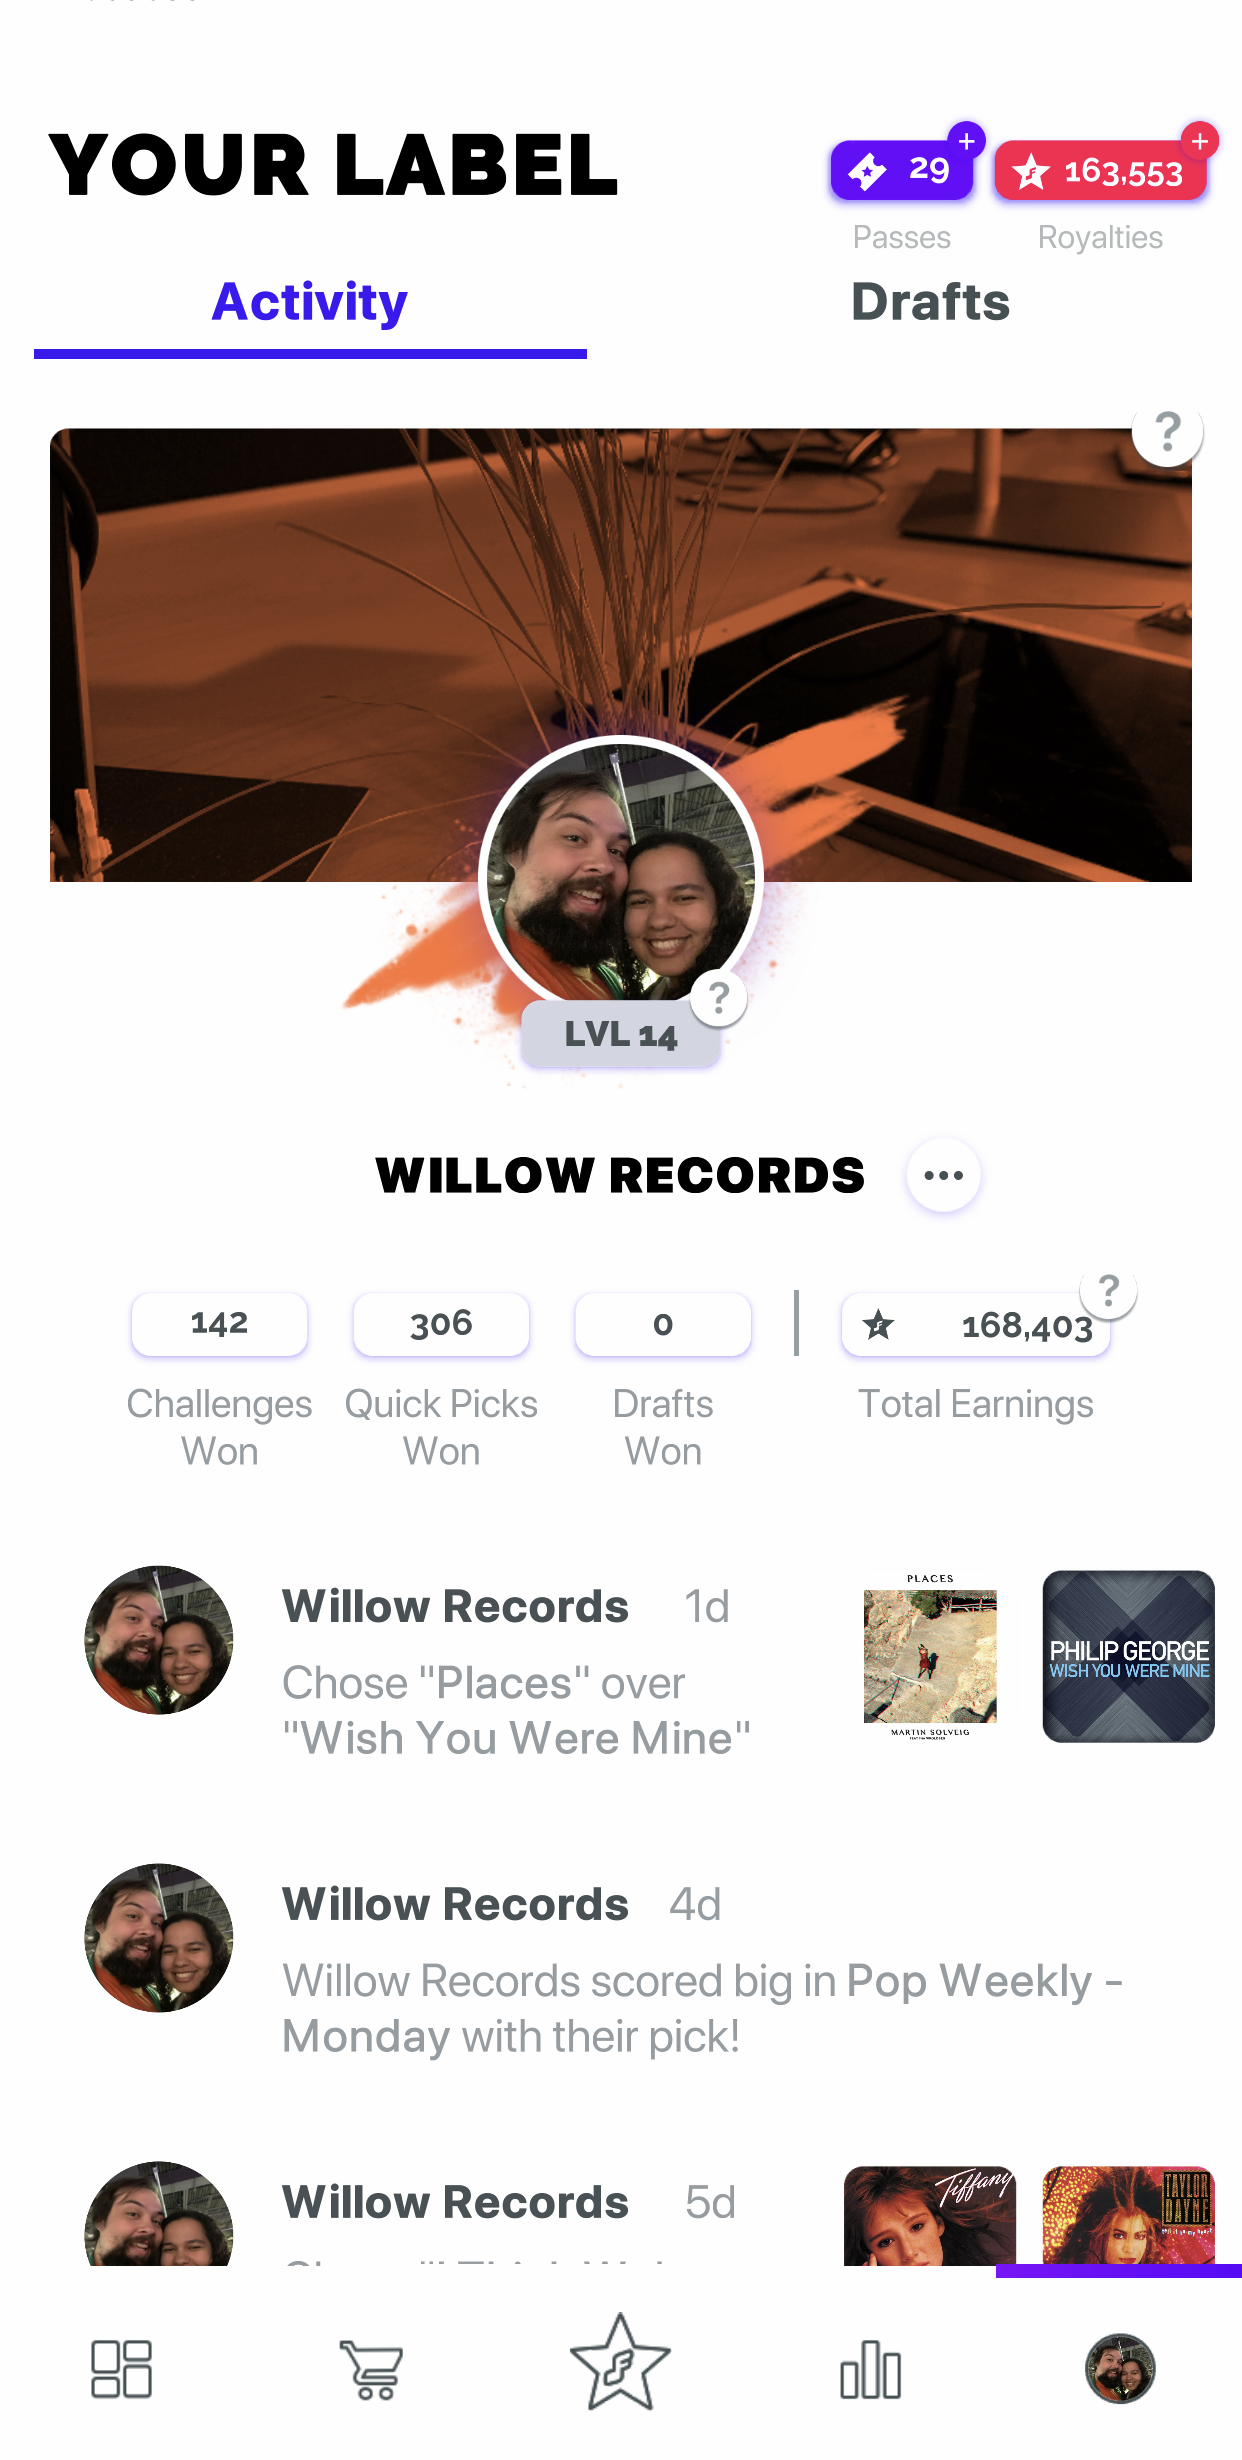 YOUR LABEL
29
163,553
Passes
Royalties
Activity
Drafts
?
LVL 14
?
WILLOW RECORDS
142
306
0
168,403
?
Challenges Won
Quick Picks Won
Drafts Won
Total Earnings
Willow Records 1d
Chose "Places" over
"Wish You Were Mine"
PLACES
MARTIN SOLVEIG
PHILIP GEORGE
WISH YOU WERE MINE
Willow Records 4d
Willow Records scored big in Pop Weekly -
Monday with their pick!
Willow Records 5d
Tiffany
TAYLOR
DAYNE